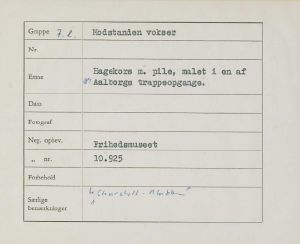 Gruppe 7.l. Modstanden vokser
Nr.
Emne Hagekors m. pile, malet i en af
Aalborgs trappeopgange.
Dato
Fotograf
Neg. opbev. Frihedsmuseet
„ nr. 10.925
Forbehold
Særlige
bemærkninger